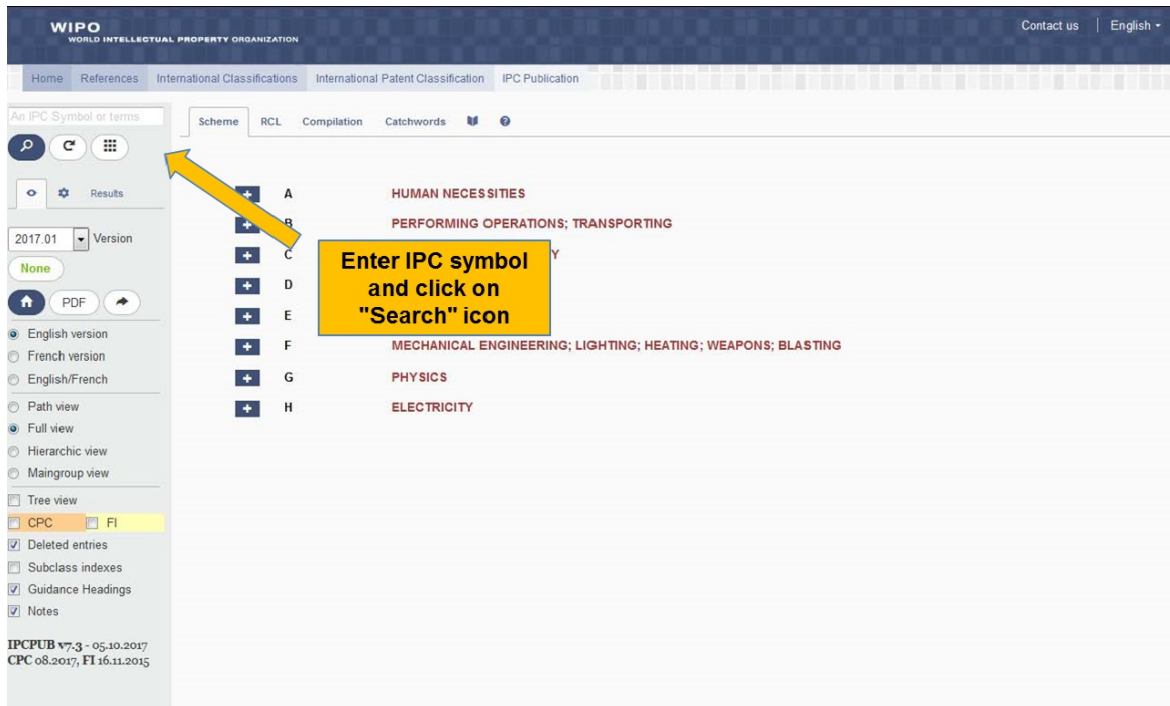 WIPO
WORLD INTELLECTUAL PROPERTY ORGANIZATION
Contact us | English
Home References International Classifications International Patent Classification IPC Publication
An IPC Symbol or terms
Scheme RCL Compilation Catchwords
Results
A HUMAN NECESSITIES
B PERFORMING OPERATIONS; TRANSPORTING
2017.01 Version
C
Y
None
Enter IPC symbol
and click on
"Search" icon
D
PDF
E
English version
F MECHANICAL ENGINEERING; LIGHTING; HEATING; WEAPONS; BLASTING
French version
English/French
G PHYSICS
Path view
H ELECTRICITY
Full view
Hierarchic view
Maingroup view
Tree view
CPC FI
Deleted entries
Subclass indexes
Guidance Headings
Notes
IPCPUB v7.3 - 05.10.2017
CPC 08.2017, FI 16.11.2015